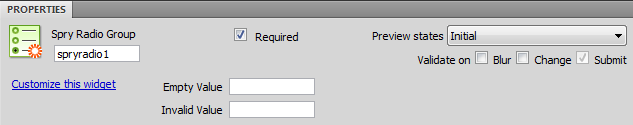 PROPERTIES
Spry Radio Group
spryradio1
Required
Preview states Initial
Validate on Blur Change Submit
Customize this widget
Empty Value
Invalid Value